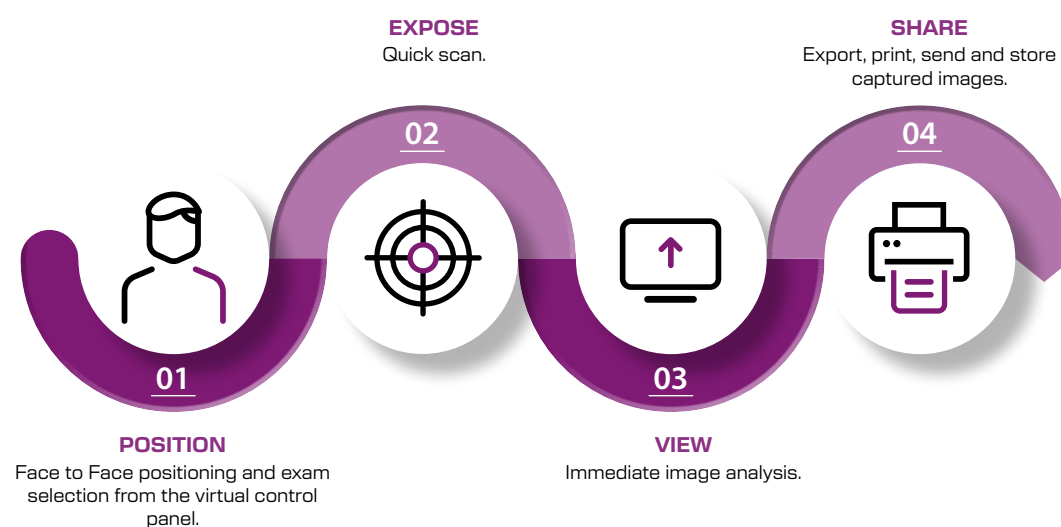 01
POSITION
Face to Face positioning and exam
selection from the virtual control
panel.
EXPOSE
Quick scan.
02
03
VIEW
Immediate image analysis.
SHARE
Export, print, send and store
captured images.
04